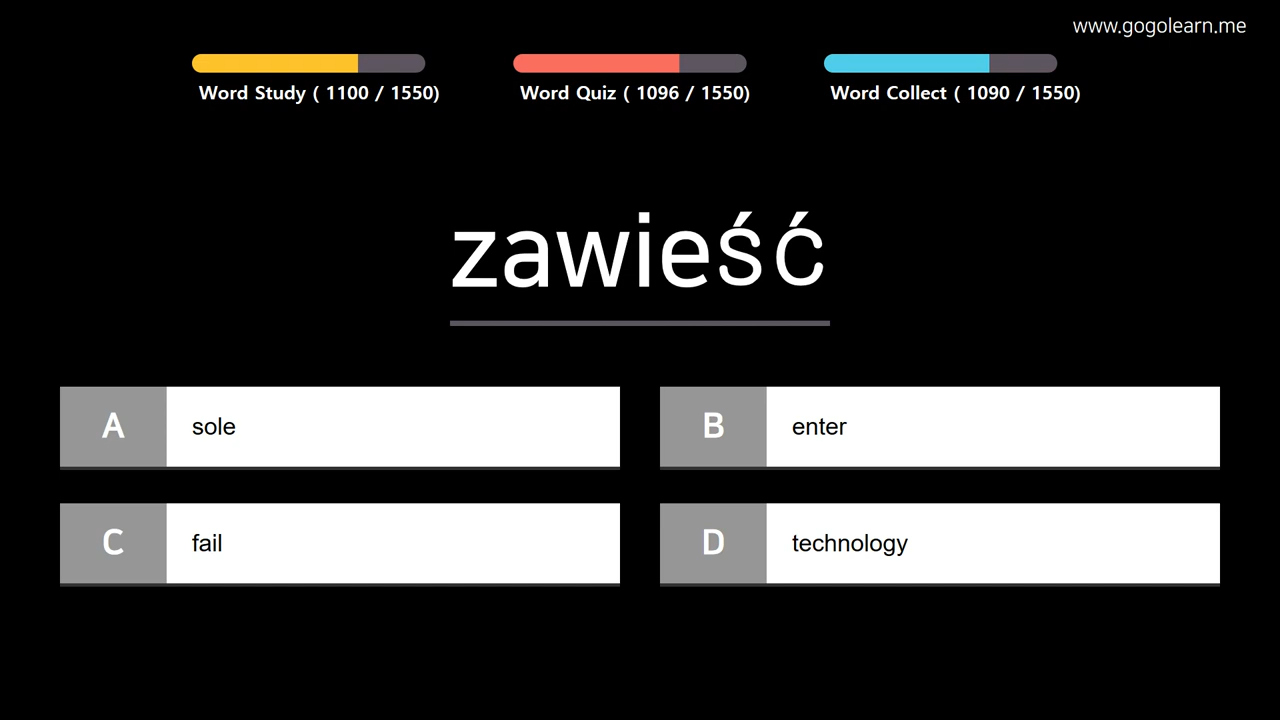 www.gogolearn.me
Word Study ( 1100 / 1550)
Word Quiz ( 1096 / 1550)
Word Collect ( 1090 / 1550)
zawieść
A sole
B enter
C fail
D technology